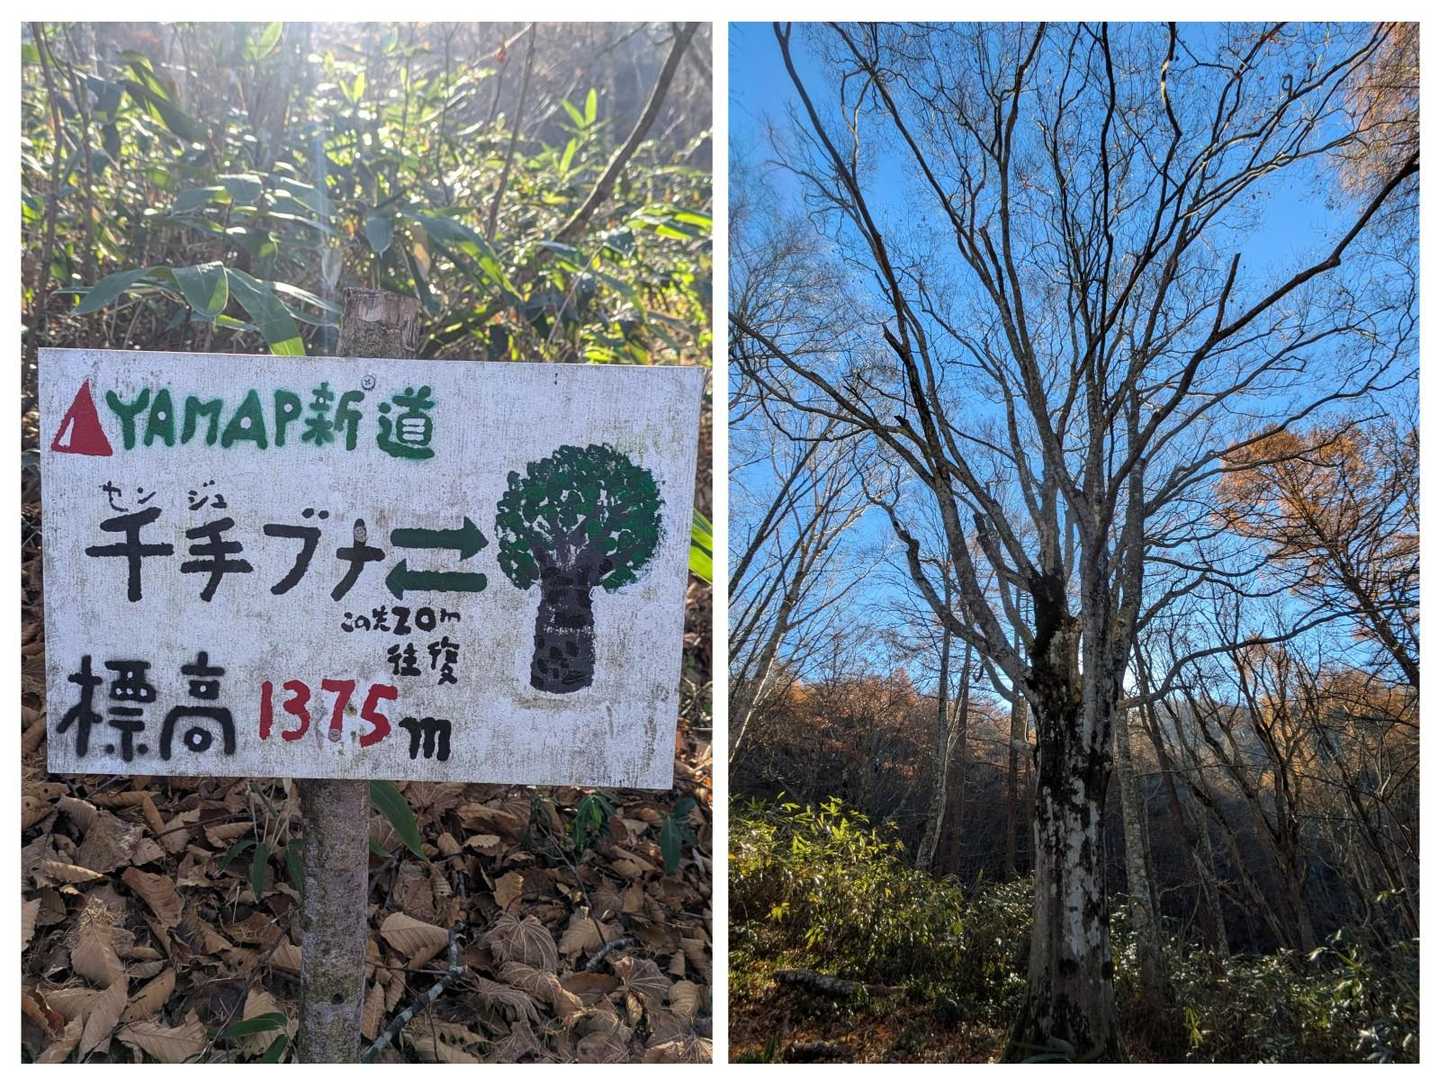 YAMAP新道
センジュ
千手ブナ
この先20m
往復
標高1375m